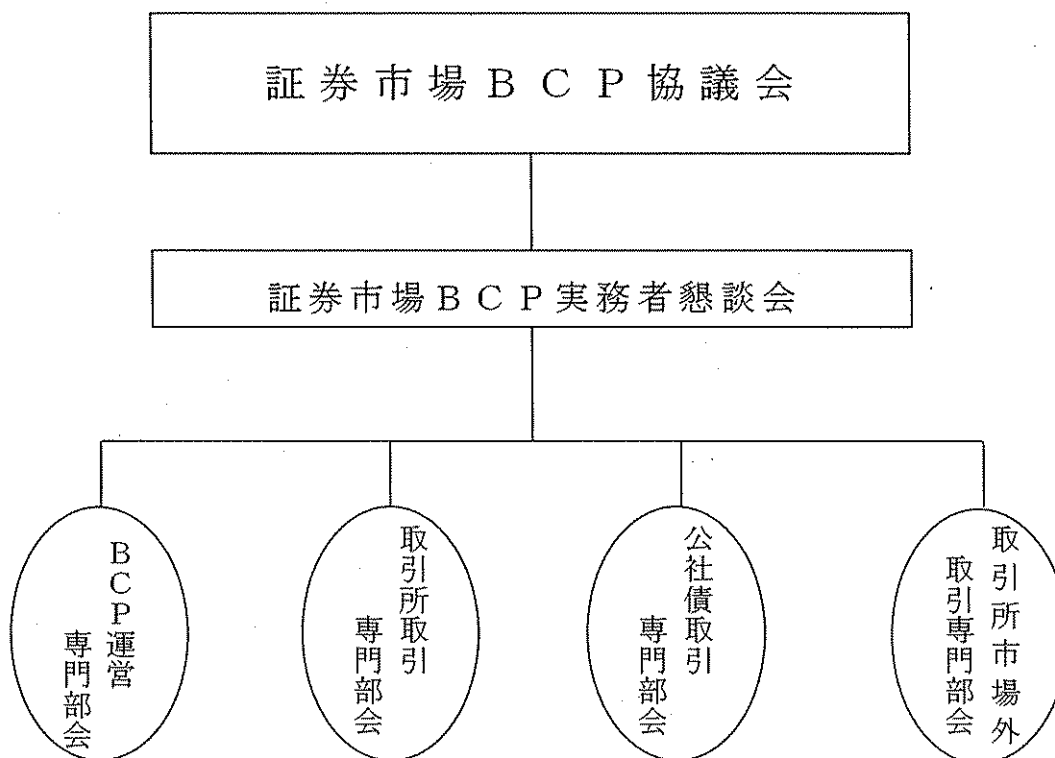 証券市場ＢＣＰ協議会
証券市場ＢＣＰ実務者懇談会
ＢＣＰ運営
専門部会
取引所取引
専門部会
公社債取引
専門部会
取引所市場外
取引専門部会